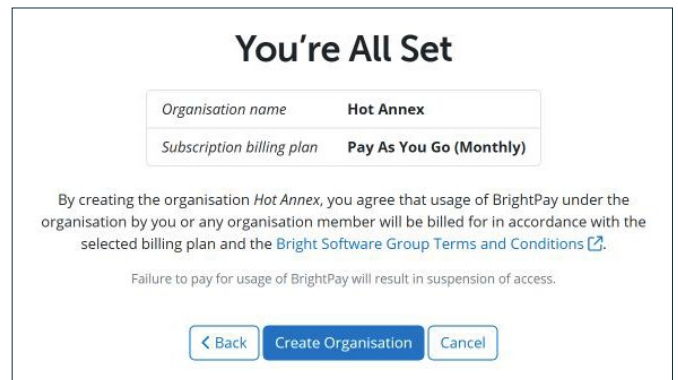 You're All Set
Organisation name Hot Annex
Subscription billing plan Pay As You Go (Monthly)
By creating the organisation Hot Annex, you agree that usage of BrightPay under the
organisation by you or any organisation member will be billed for in accordance with the
selected billing plan and the Bright Software Group Terms and Conditions.
Failure to pay for usage of BrightPay will result in suspension of access.
Back Create Organisation Cancel